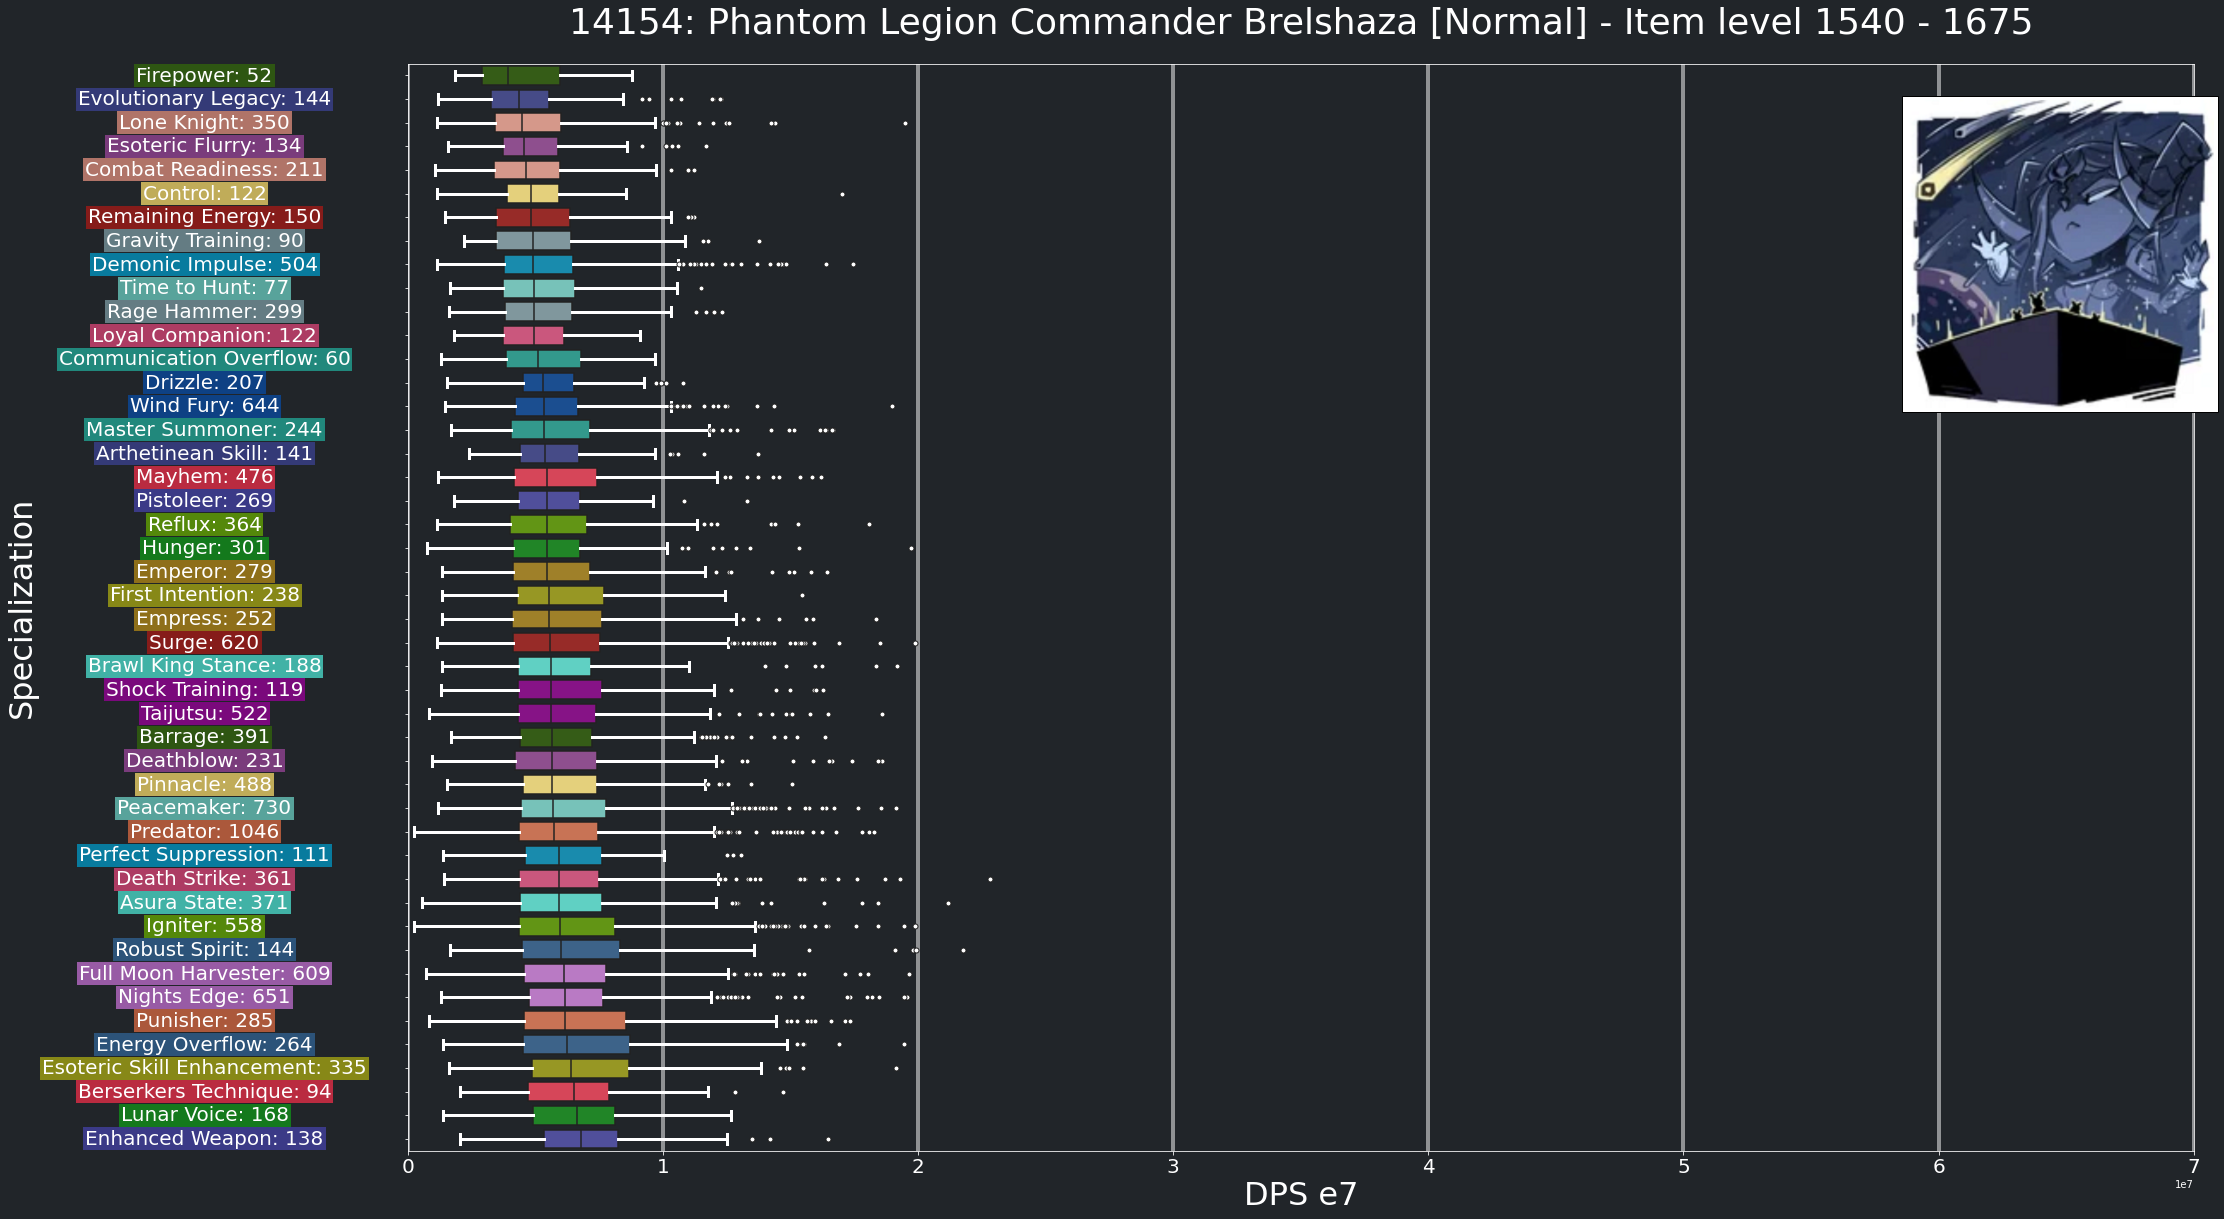 14154: Phantom Legion Commander Brelshaza [Normal] - Item level 1540 - 1675
Specialization
Firepower: 52
Evolutionary Legacy: 144
Lone Knight: 350
Esoteric Flurry: 134
Combat Readiness: 211
Control: 122
Remaining Energy: 150
Gravity Training: 90
Demonic Impulse: 504
Time to Hunt: 77
Rage Hammer: 299
Loyal Companion: 122
Communication Overflow: 60
Drizzle: 207
Wind Fury: 644
Master Summoner: 244
Arthetinean Skill: 141
Mayhem: 476
Pistoleer: 269
Reflux: 364
Hunger: 301
Emperor: 279
First Intention: 238
Empress: 252
Surge: 620
Brawl King Stance: 188
Shock Training: 119
Taijutsu: 522
Barrage: 391
Deathblow: 231
Pinnacle: 488
Peacemaker: 730
Predator: 1046
Perfect Suppression: 111
Death Strike: 361
Asura State: 371
Igniter: 558
Robust Spirit: 144
Full Moon Harvester: 609
Nights Edge: 651
Punisher: 285
Energy Overflow: 264
Esoteric Skill Enhancement: 335
Berserkers Technique: 94
Lunar Voice: 168
Enhanced Weapon: 138
0 1 2 3 4 5 6 7
1e7
DPS e7